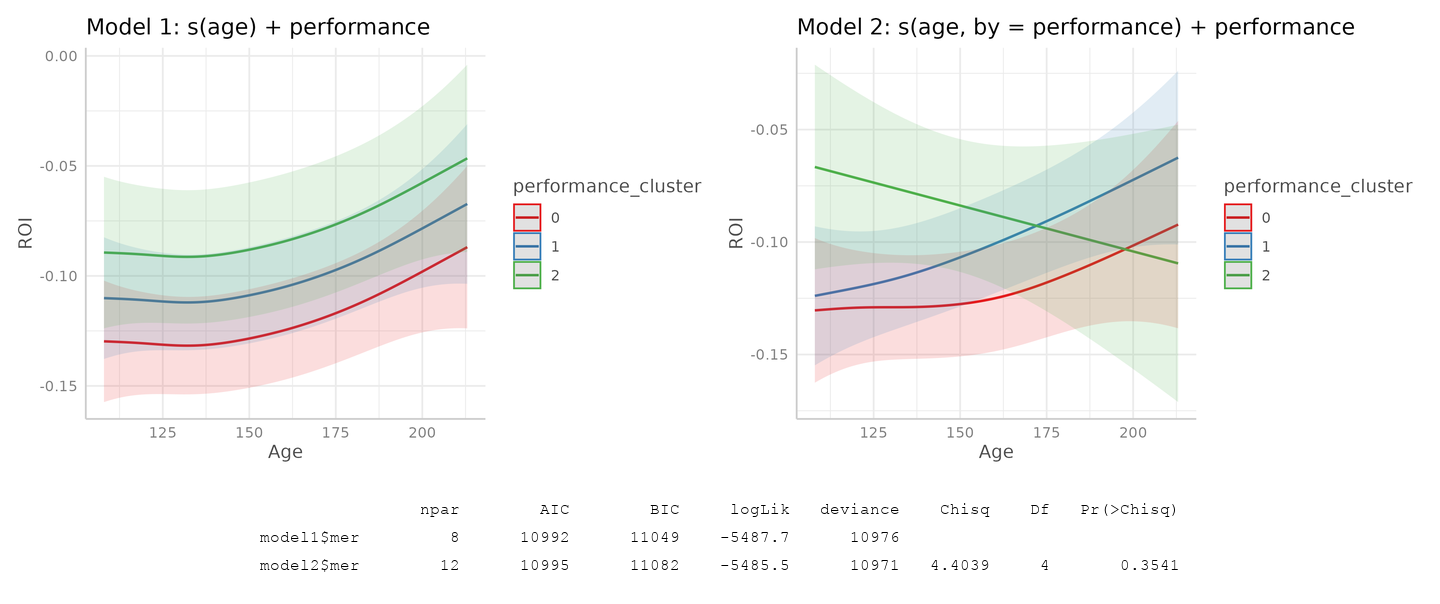 Model 1: s(age) + performance
0.00
-0.05
-0.10
-0.15
ROI
125 150 175 200
Age
performance_cluster
0
1
2
Model 2: s(age, by = performance) + performance
-0.05
-0.10
-0.15
ROI
125 150 175 200
Age
performance_cluster
0
1
2
npar AIC BIC logLik deviance Chisq Df Pr(>Chisq)
model1$mer 8 10992 11049 -5487.7 10976
model2$mer 12 10995 11082 -5485.5 10971 4.4039 4 0.3541